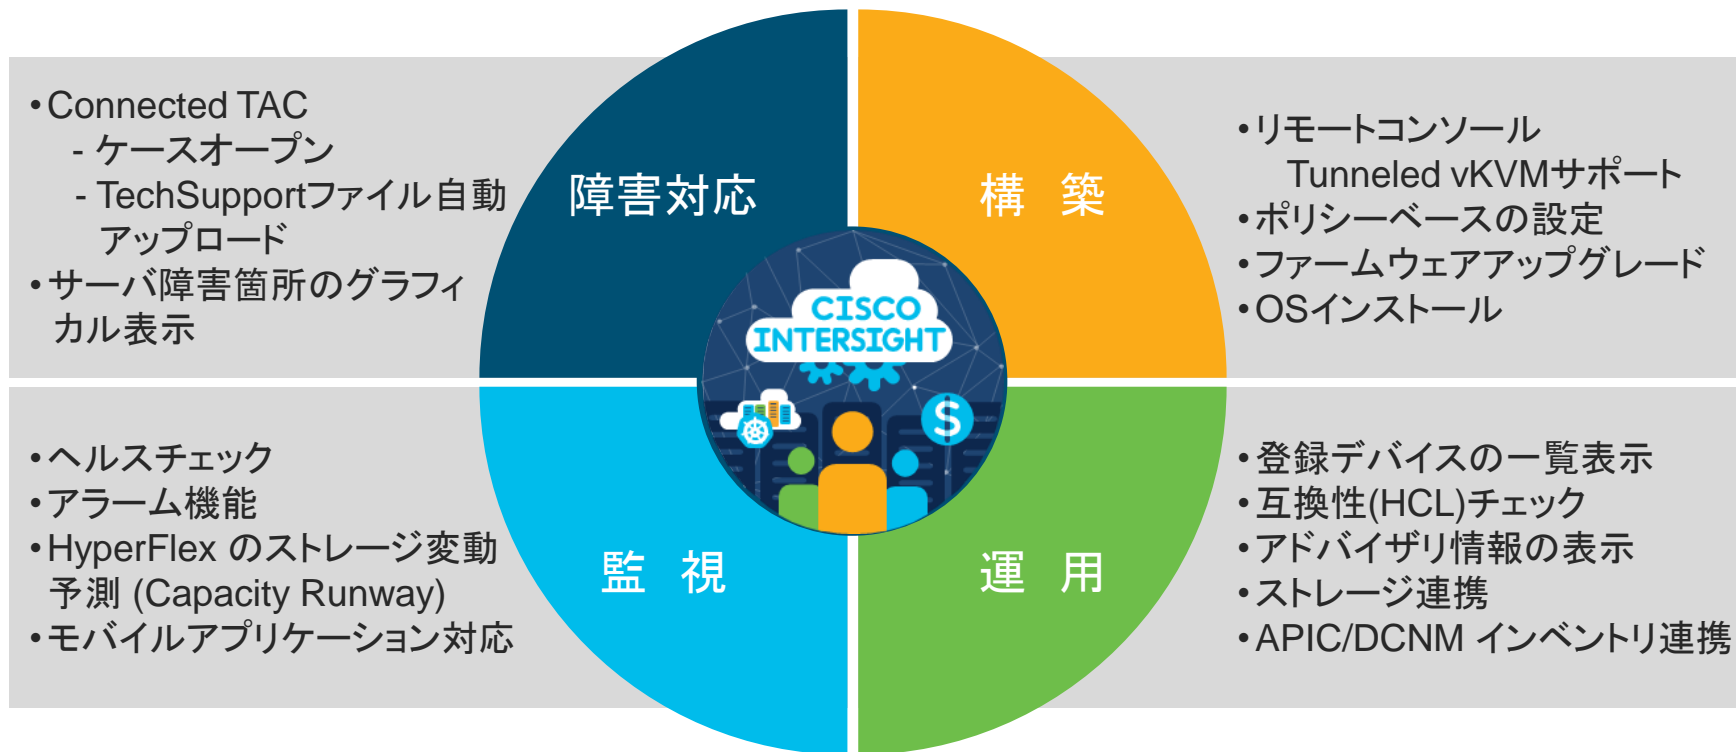 • Connected TAC
- ケースオープン
- TechSupportファイル自動
アップロード
• サーバ障害箇所のグラフィ
カル表示
障害対応
構 築
• リモートコンソール
Tunneled vKVMサポート
• ポリシーベースの設定
• ファームウェアアップグレード
• OSインストール
CISCO
INTERSIGHT
$
• ヘルスチェック
• アラーム機能
• HyperFlex のストレージ変動
予測 (Capacity Runway)
• モバイルアプリケーション対応
監 視
運 用
• 登録デバイスの一覧表示
• 互換性(HCL)チェック
• アドバイザリ情報の表示
• ストレージ連携
• APIC/DCNM インベントリ連携